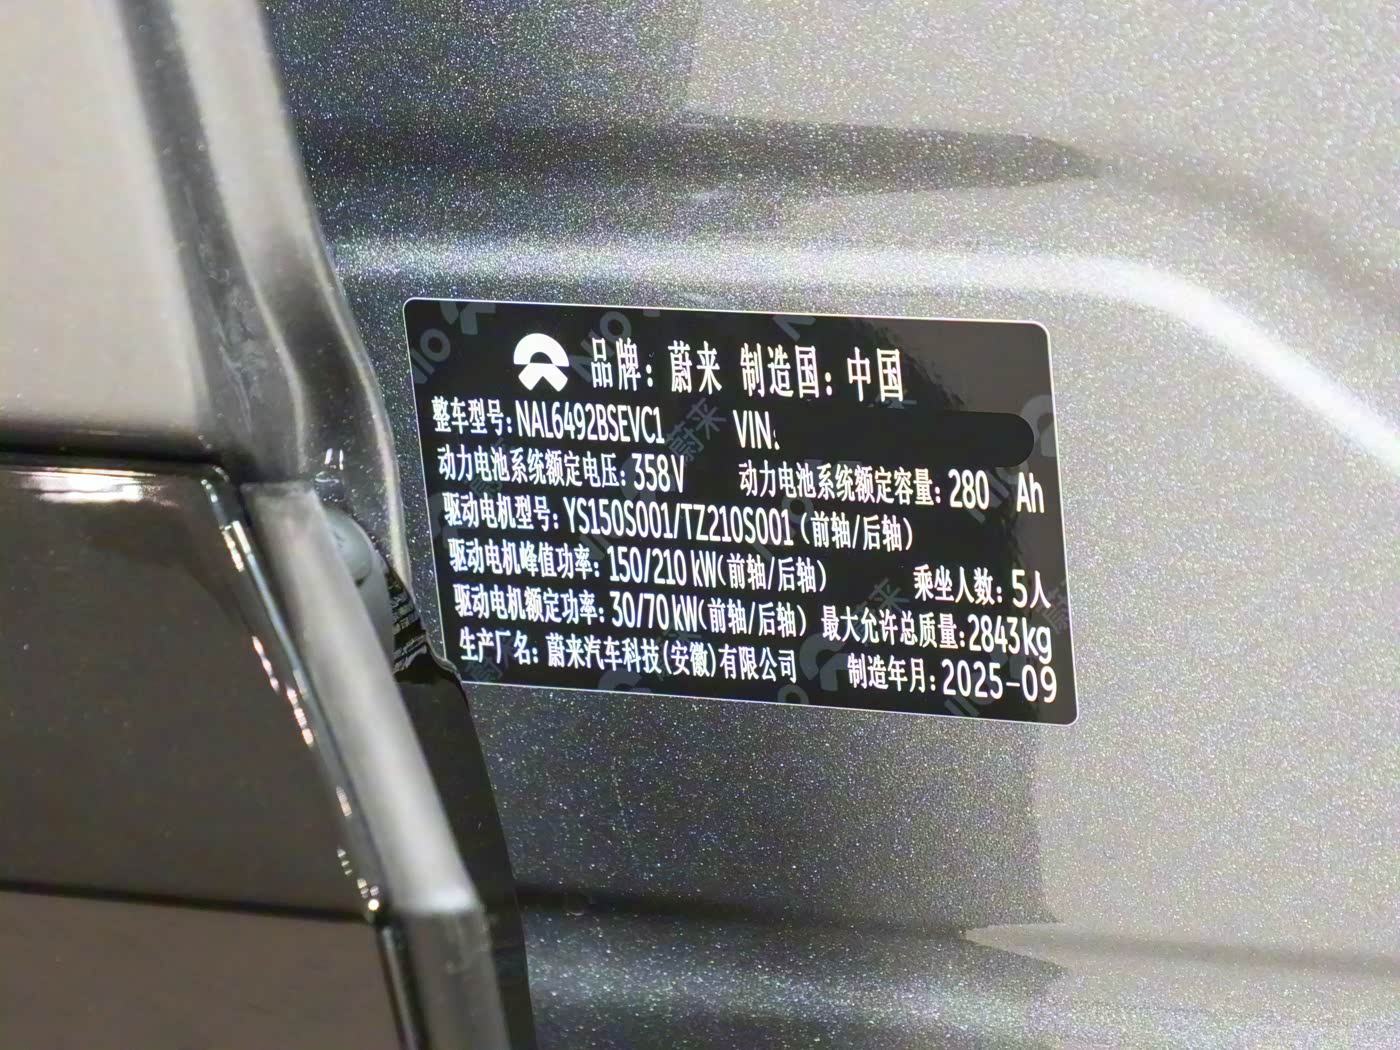 品牌: 蔚来 制造国: 中国
整车型号: NAL6492BSEVC1 VIN:
动力电池系统额定电压: 358V 动力电池系统额定容量: 280 Ah
驱动电机型号: YS150S001/TZ210S001 (前轴/后轴)
驱动电机峰值功率: 150/210 kW(前轴/后轴) 乘坐人数: 5人
驱动电机额定功率: 30/70 kW(前轴/后轴) 最大允许总质量: 2843kg
生产厂名: 蔚来汽车科技(安徽)有限公司 制造年月: 2025-09